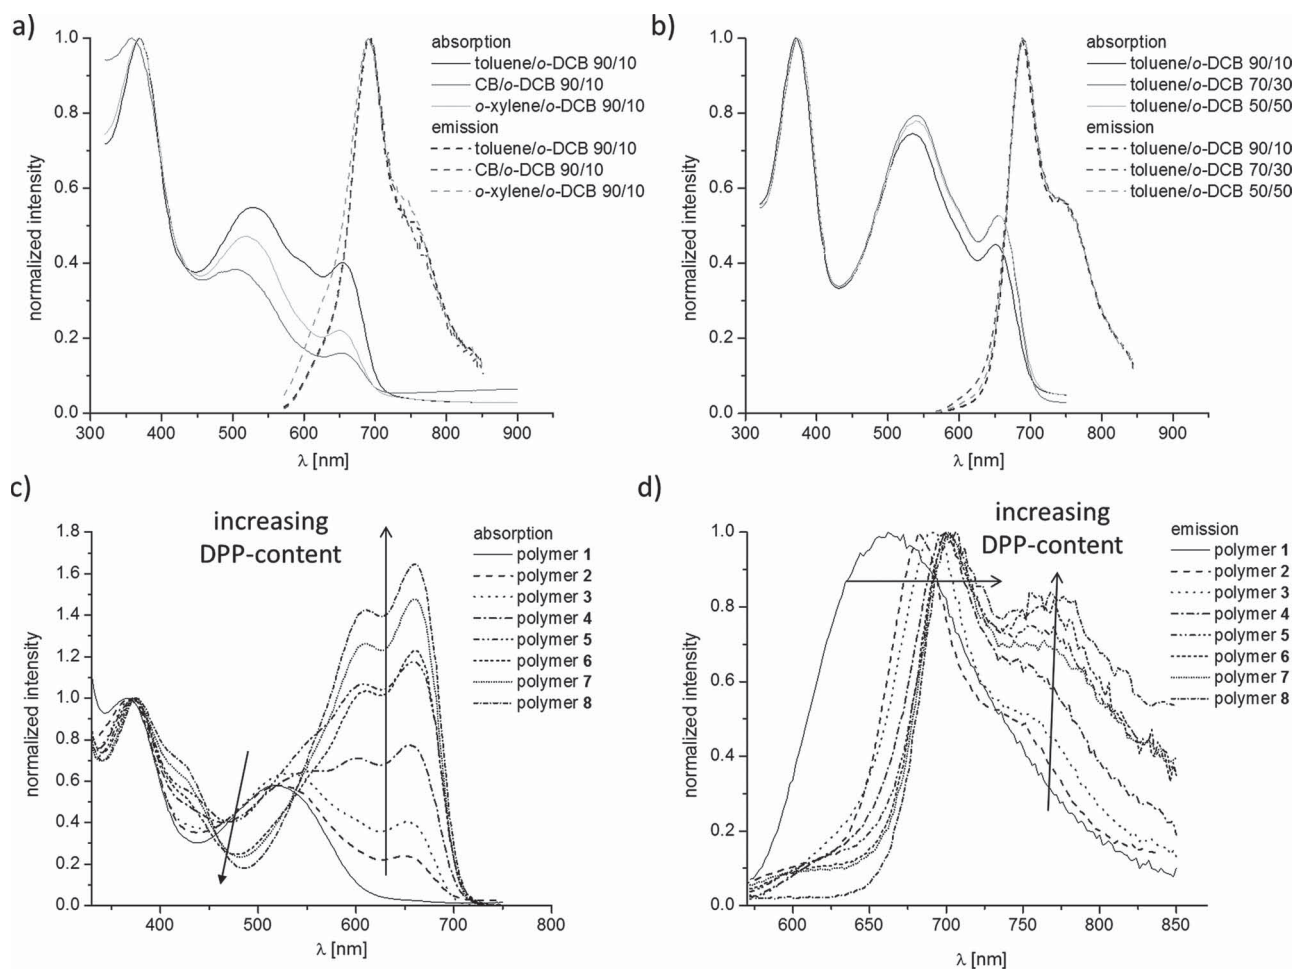 a)
1.0
0.8
0.6
0.4
0.2
0.0
normalized intensity
300 400 500 600 700 800 900
λ [nm]
absorption
toluene/o-DCB 90/10
CB/o-DCB 90/10
o-xylene/o-DCB 90/10
emission
toluene/o-DCB 90/10
CB/o-DCB 90/10
o-xylene/o-DCB 90/10
b)
1.0
0.8
0.6
0.4
0.2
0.0
normalized intensity
300 400 500 600 700 800 900
λ [nm]
absorption
toluene/o-DCB 90/10
toluene/o-DCB 70/30
toluene/o-DCB 50/50
emission
toluene/o-DCB 90/10
toluene/o-DCB 70/30
toluene/o-DCB 50/50
c)
1.8
1.6
1.4
1.2
1.0
0.8
0.6
0.4
0.2
0.0
normalized intensity
400 500 600 700 800
λ [nm]
increasing
DPP-content
absorption
polymer 1
polymer 2
polymer 3
polymer 4
polymer 5
polymer 6
polymer 7
polymer 8
d)
1.0
0.8
0.6
0.4
0.2
0.0
normalized intensity
600 650 700 750 800 850
λ [nm]
increasing
DPP-content
emission
polymer 1
polymer 2
polymer 3
polymer 4
polymer 5
polymer 6
polymer 7
polymer 8